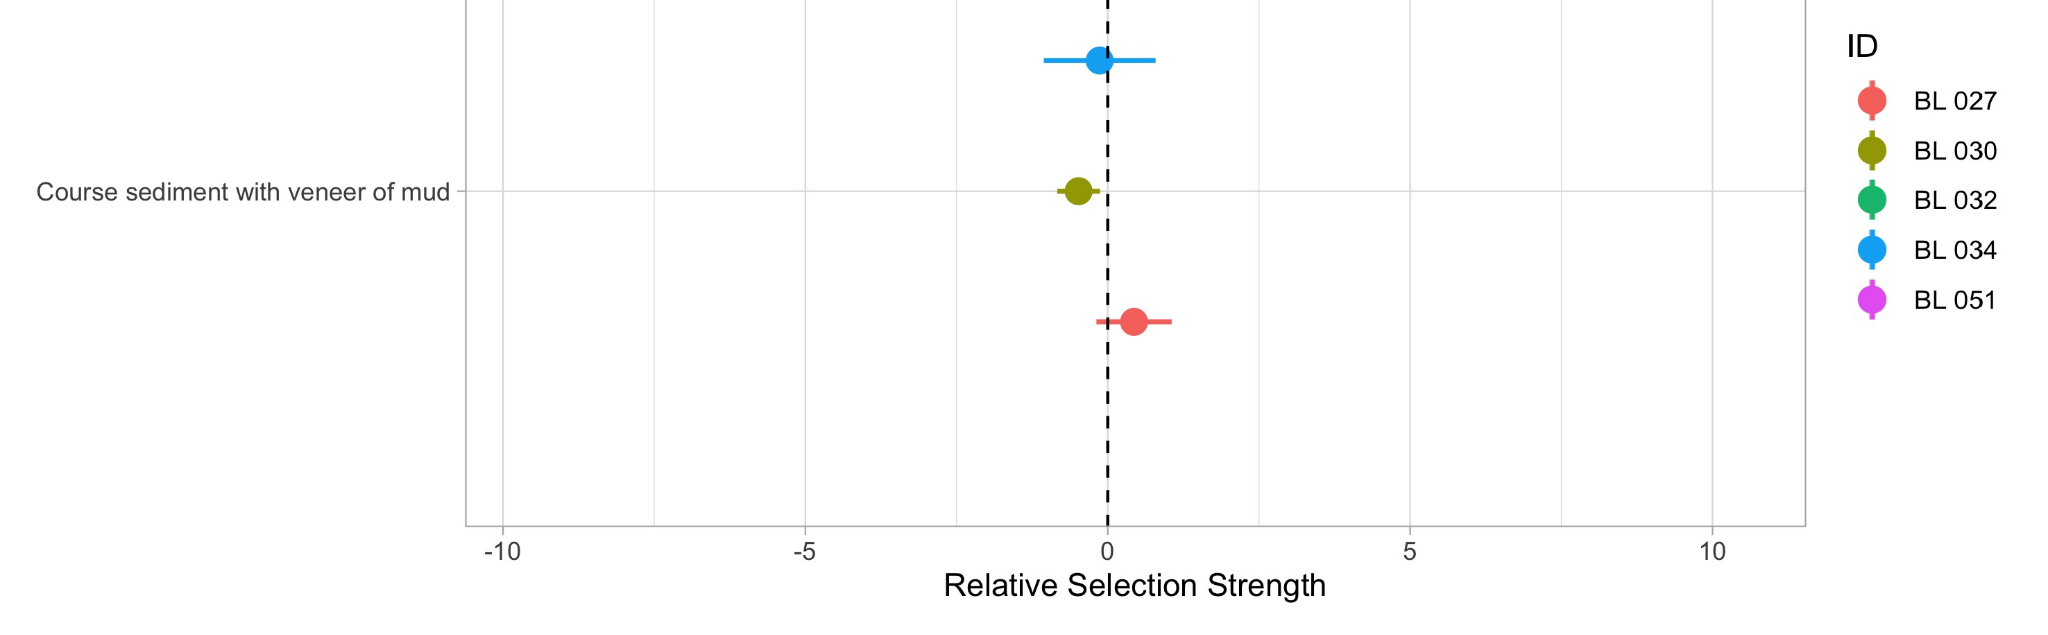 ID
BL 027
BL 030
BL 032
BL 034
BL 051
Course sediment with veneer of mud
-10
-5
0
5
10
Relative Selection Strength